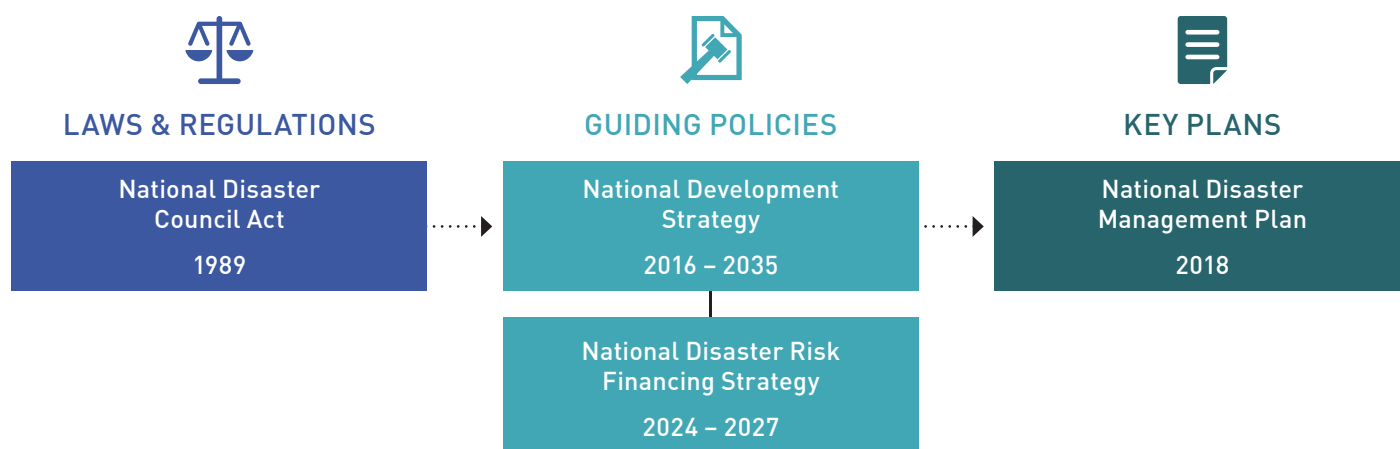 LAWS & REGULATIONS
National Disaster
Council Act
1989
GUIDING POLICIES
National Development
Strategy
2016 – 2035
National Disaster Risk
Financing Strategy
2024 – 2027
KEY PLANS
National Disaster
Management Plan
2018